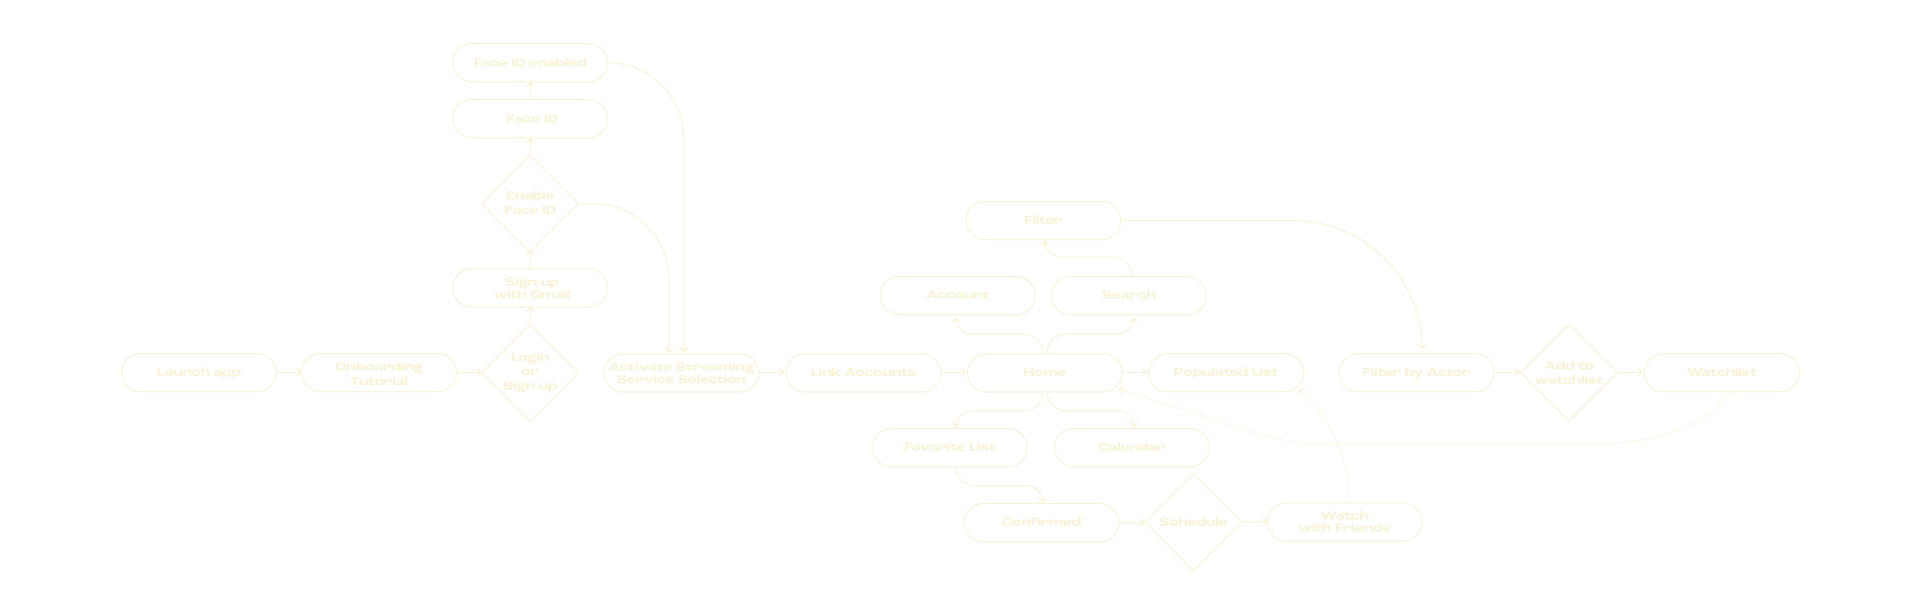 Face ID enabled
Face ID
Enable
Face ID
Sign up
with Gmail
Launch app
Onboarding
Tutorial
Login
or
Sign up
Activate Streaming
Service Selection
Link Accounts
Filter
Account
Search
Home
Populated List
Favorite List
Calendar
Confirmed
Schedule
Watch
with Friends
Filter by Actor
Add to
watchlist
Watchlist